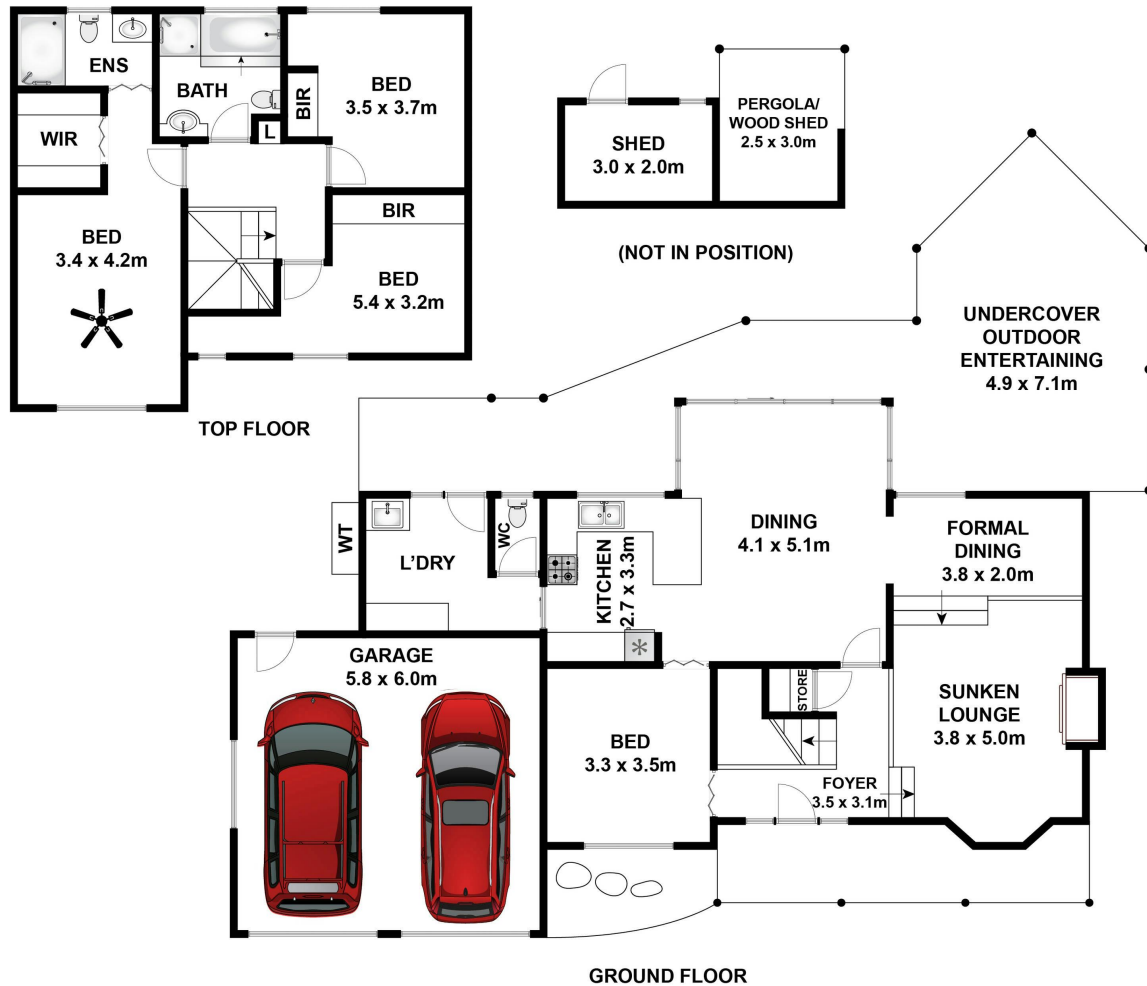 ENS
BATH
BED
3.5 x 3.7m
BIR
L
WIR
BED
3.4 x 4.2m
BIR
BED
5.4 x 3.2m
TOP FLOOR
SHED
3.0 x 2.0m
PERGOLA/
WOOD SHED
2.5 x 3.0m
(NOT IN POSITION)
UNDERCOVER
OUTDOOR
ENTERTAINING
4.9 x 7.1m
WT
L'DRY
WC
KITCHEN
2.7 x 3.3m
DINING
4.1 x 5.1m
FORMAL
DINING
3.8 x 2.0m
GARAGE
5.8 x 6.0m
BED
3.3 x 3.5m
STORE
SUNKEN
LOUNGE
3.8 x 5.0m
FOYER
3.5 x 3.1m
GROUND FLOOR